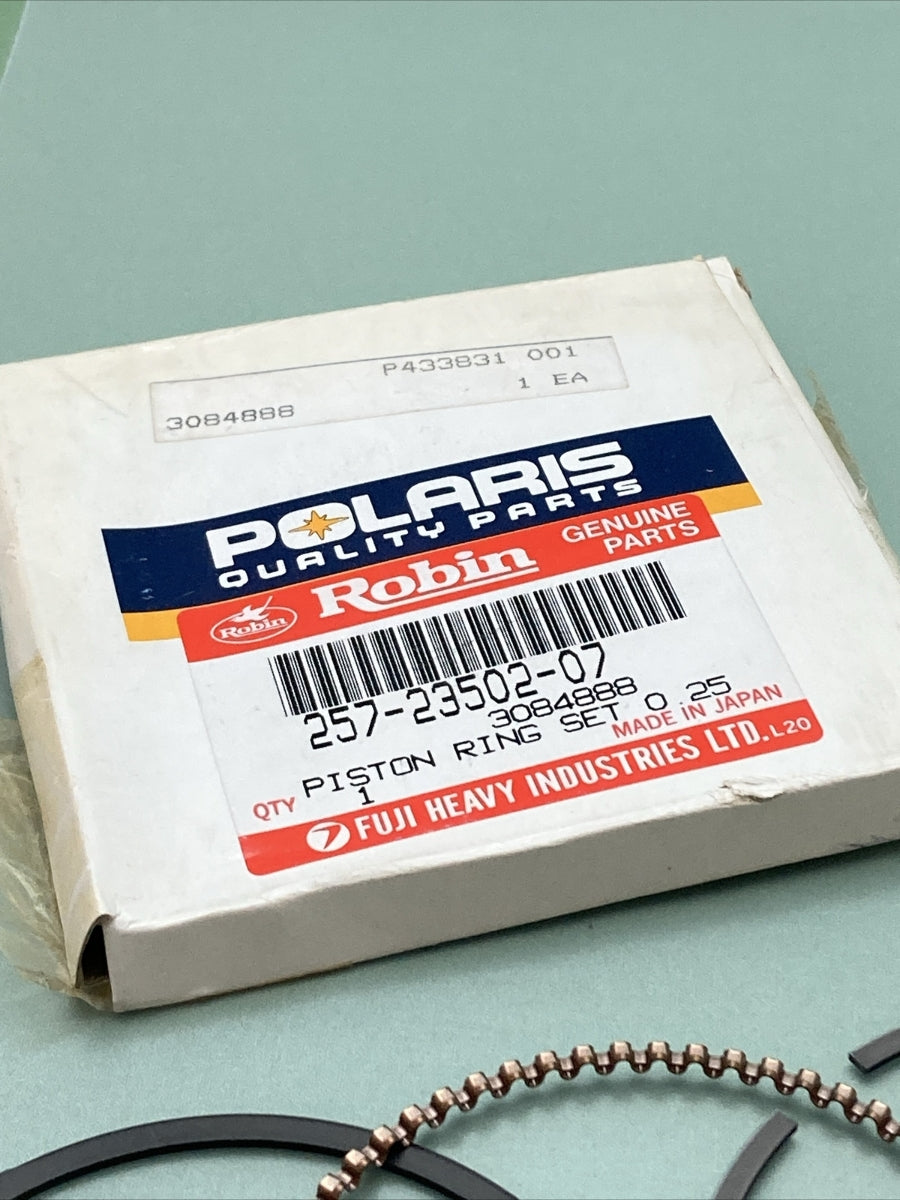 P433831 001
1 EA
3084888
POLARIS
QUALITY PARTS
Robin
Robin
GENUINE
PARTS
257-23502-07
3084888
PISTON RING SET 0.25
MADE IN JAPAN
QTY 1
FUJI HEAVY INDUSTRIES LTD. L20